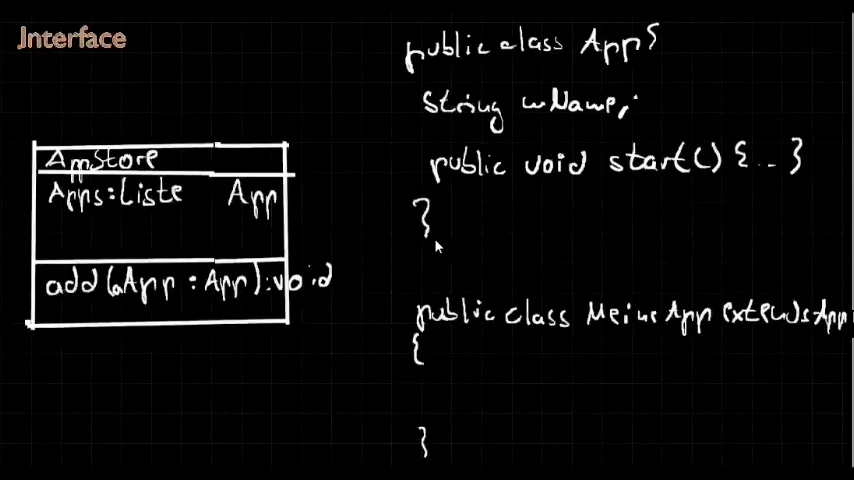 Interface
AppStore
Apps:Liste App
add(aApp : App):void
public class App{
string mName;
public void start() {... }
}
public class MeineApp extends App
{
}